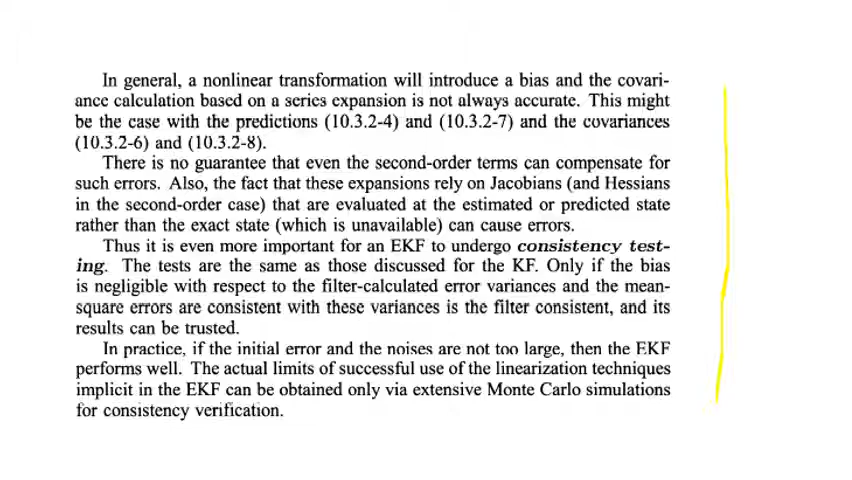 In general, a nonlinear transformation will introduce a bias and the covari-
ance calculation based on a series expansion is not always accurate. This might
be the case with the predictions (10.3.2-4) and (10.3.2-7) and the covariances
(10.3.2-6) and (10.3.2-8).
There is no guarantee that even the second-order terms can compensate for
such errors. Also, the fact that these expansions rely on Jacobians (and Hessians
in the second-order case) that are evaluated at the estimated or predicted state
rather than the exact state (which is unavailable) can cause errors.
Thus it is even more important for an EKF to undergo consistency test-
ing. The tests are the same as those discussed for the KF. Only if the bias
is negligible with respect to the filter-calculated error variances and the mean-
square errors are consistent with these variances is the filter consistent, and its
results can be trusted.
In practice, if the initial error and the noises are not too large, then the EKF
performs well. The actual limits of successful use of the linearization techniques
implicit in the EKF can be obtained only via extensive Monte Carlo simulations
for consistency verification.